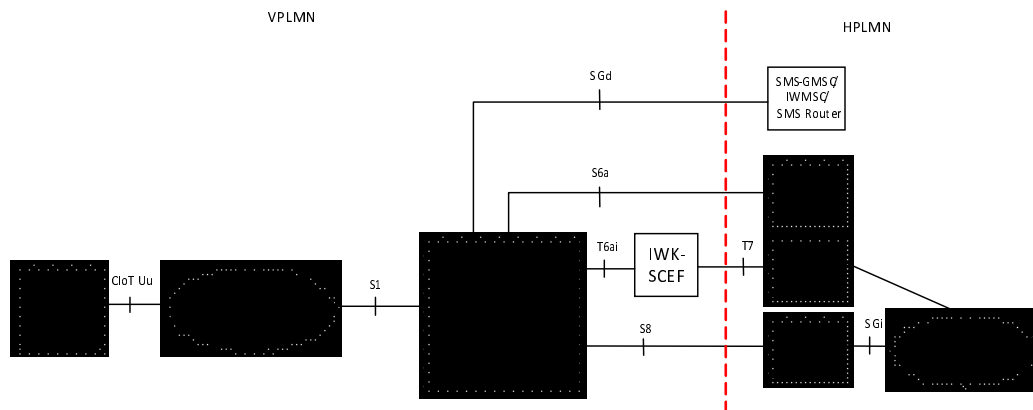 VPLMN
HPLMN
SGd
SMS-GMSC/
IWMSC/
SMS Router
S6a
T6ai
IWK-
SCEF
T7
CIoT Uu
S1
S8
SGi